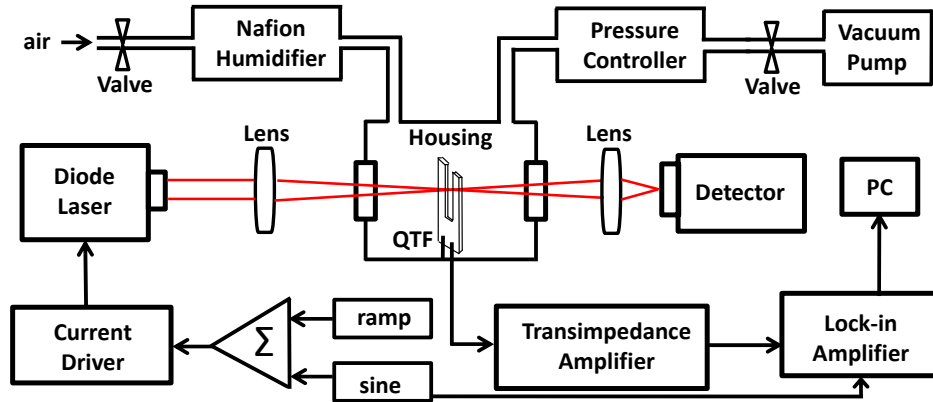 air
Valve
Nafion
Humidifier
Pressure
Controller
Valve
Vacuum
Pump
Diode
Laser
Lens
Housing
QTF
Lens
Detector
PC
Current
Driver
Σ
ramp
sine
Transimpedance
Amplifier
Lock-in
Amplifier